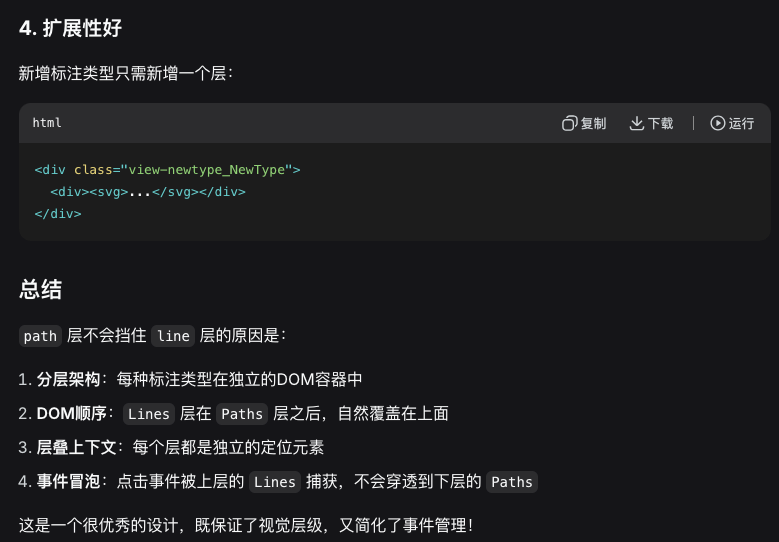 4. 扩展性好
新增标注类型只需新增一个层：
html 复制 下载 运行
<div class="view-newtype_NewType">
  <div><svg>...</svg></div>
</div>
总结
path 层不会挡住 line 层的原因是：
1. 分层架构：每种标注类型在独立的DOM容器中
2. DOM顺序：Lines 层在 Paths 层之后，自然覆盖在上面
3. 层叠上下文：每个层都是独立的定位元素
4. 事件冒泡：点击事件被上层的 Lines 捕获，不会穿透到下层的 Paths
这是一个很优秀的设计，既保证了视觉层级，又简化了事件管理！